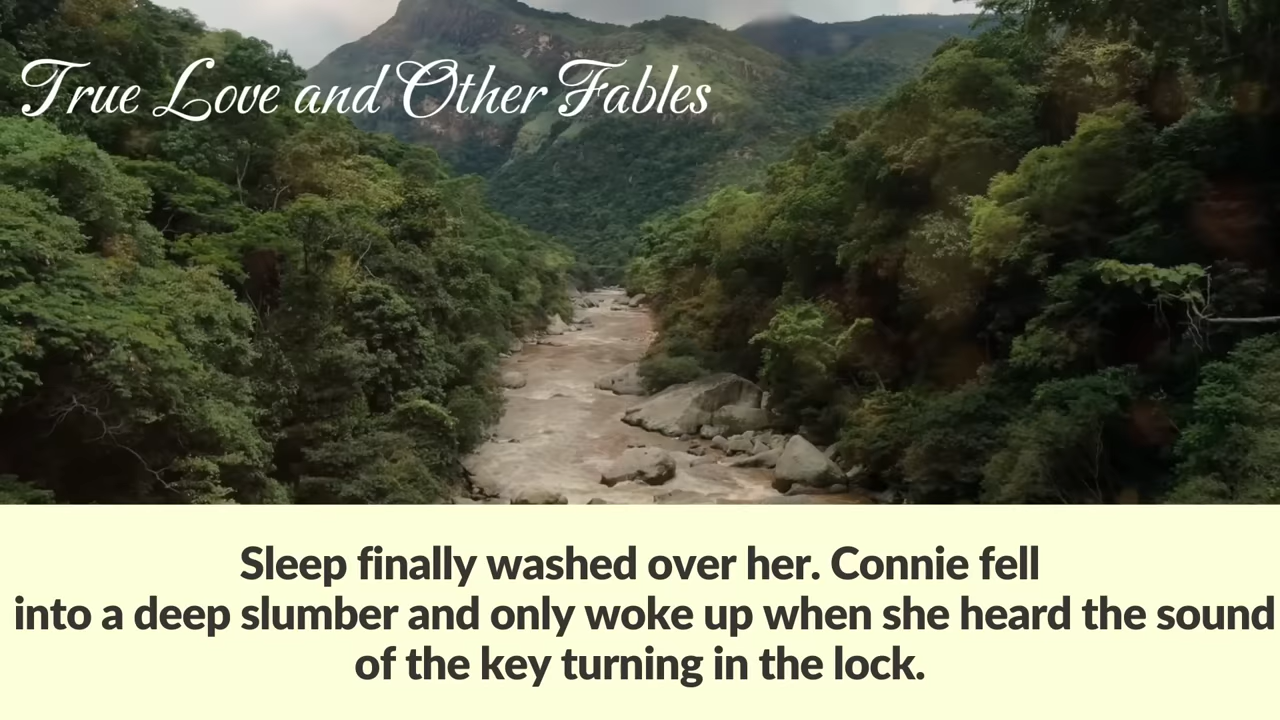 True Love and Other Fables
Sleep finally washed over her. Connie fell
into a deep slumber and only woke up when she heard the sound
of the key turning in the lock.